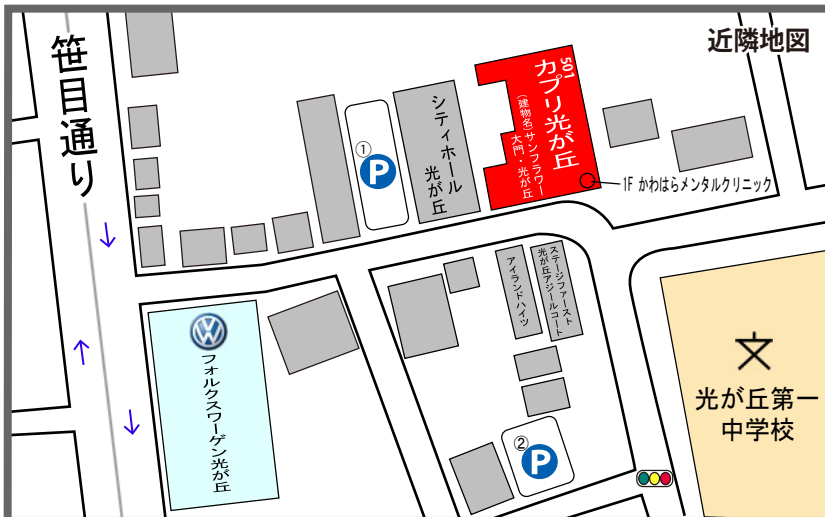 近隣地図
笹目通り
①
P
シティホール
光が丘
501
カプリ光が丘
(建物名)サンフラワー
大門・光が丘
1F かわはらメンタルクリニック
アイランドハイツ
ステージファースト
光が丘アジールコート
フォルクスワーゲン光が丘
②
P
文
光が丘第一
中学校